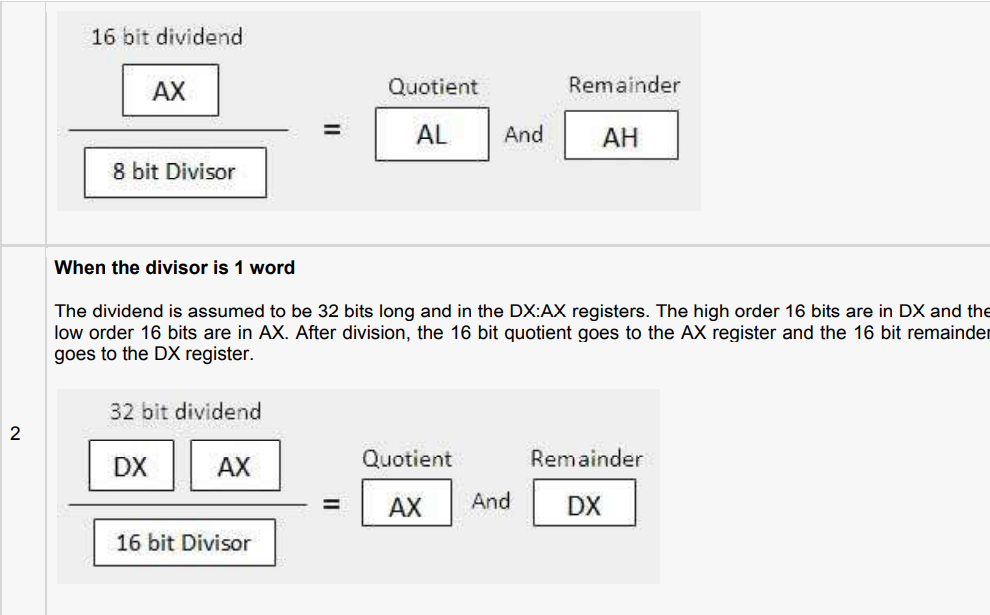 16 bit dividend
AX
8 bit Divisor
=
Quotient
AL
And
Remainder
AH
2
When the divisor is 1 word
The dividend is assumed to be 32 bits long and in the DX:AX registers. The high order 16 bits are in DX and the
low order 16 bits are in AX. After division, the 16 bit quotient goes to the AX register and the 16 bit remainder
goes to the DX register.
32 bit dividend
DX AX
16 bit Divisor
=
Quotient
AX
And
Remainder
DX